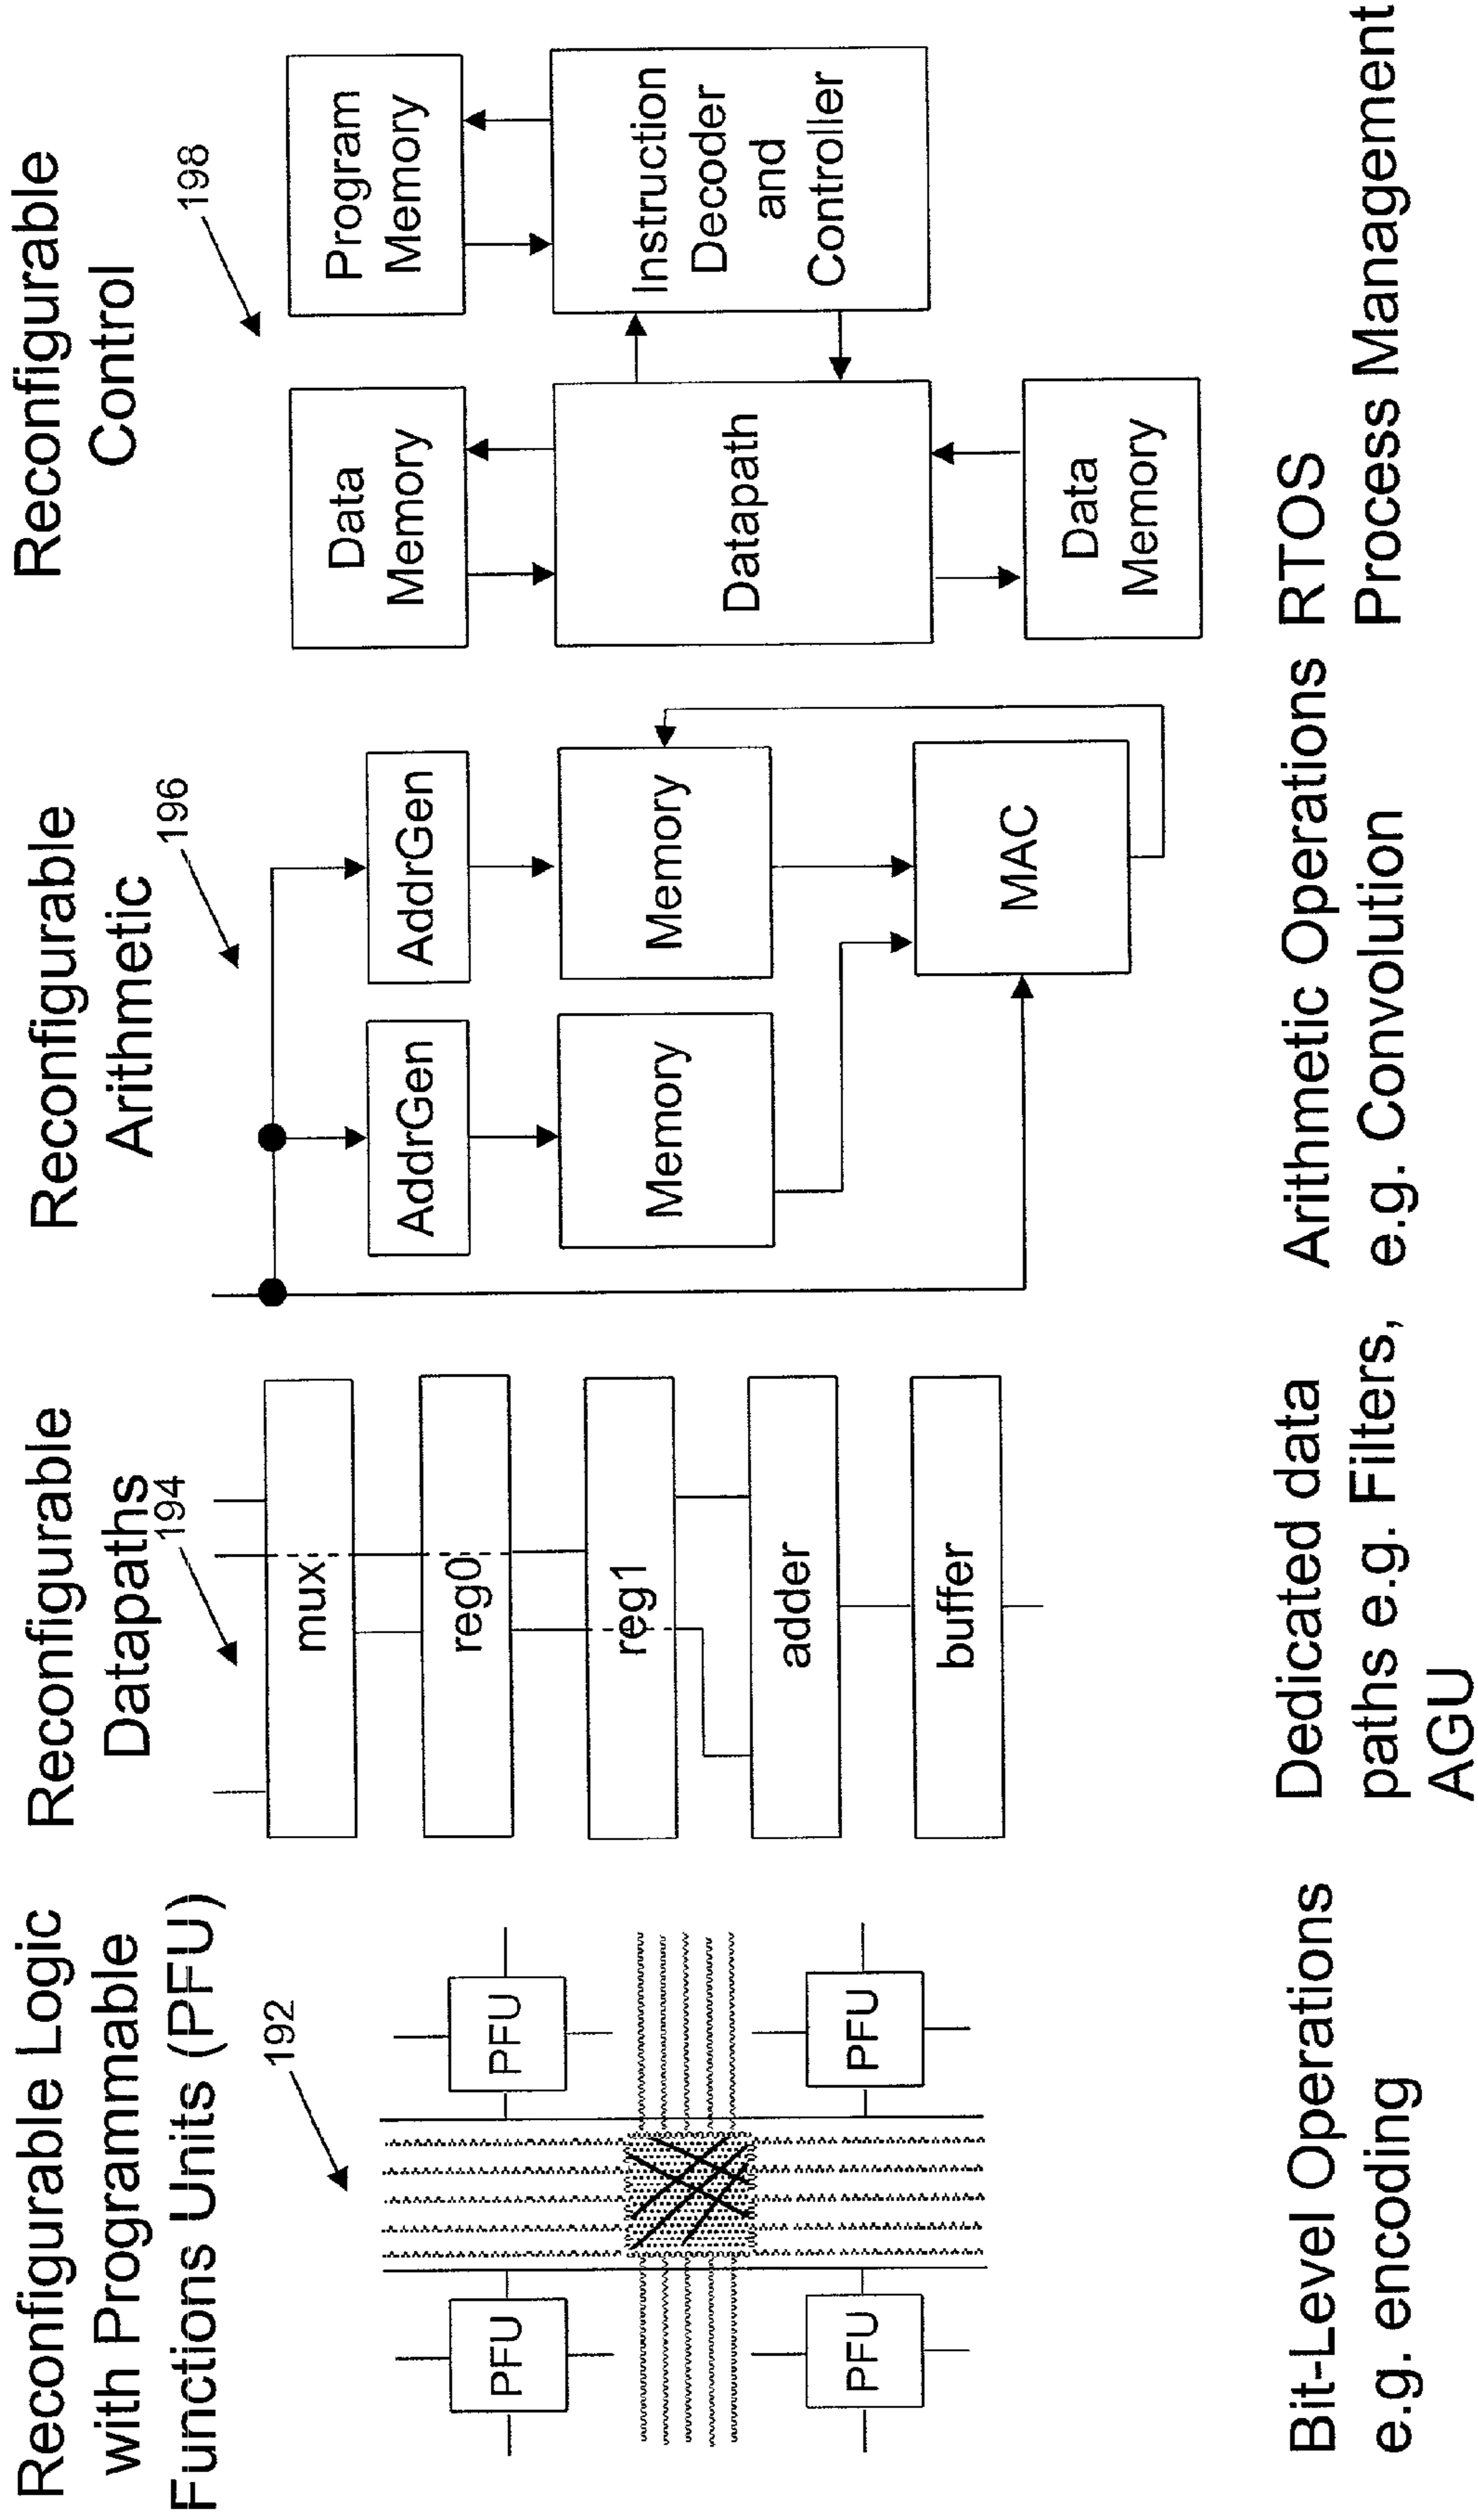 Reconfigurable Logic
with Programmable
Functions Units (PFU)
192
PFU
PFU
PFU
PFU
Bit-Level Operations
e.g. encoding
Reconfigurable
Datapaths
194
mux
reg0
reg1
adder
buffer
Dedicated data
paths e.g. Filters,
AGU
Reconfigurable
Arithmetic
196
AddrGen
AddrGen
Memory
Memory
MAC
Arithmetic Operations
e.g. Convolution
Reconfigurable
Control
198
Data
Memory
Program
Memory
Datapath
Instruction
Decoder
and
Controller
Data
Memory
RTOS
Process Management